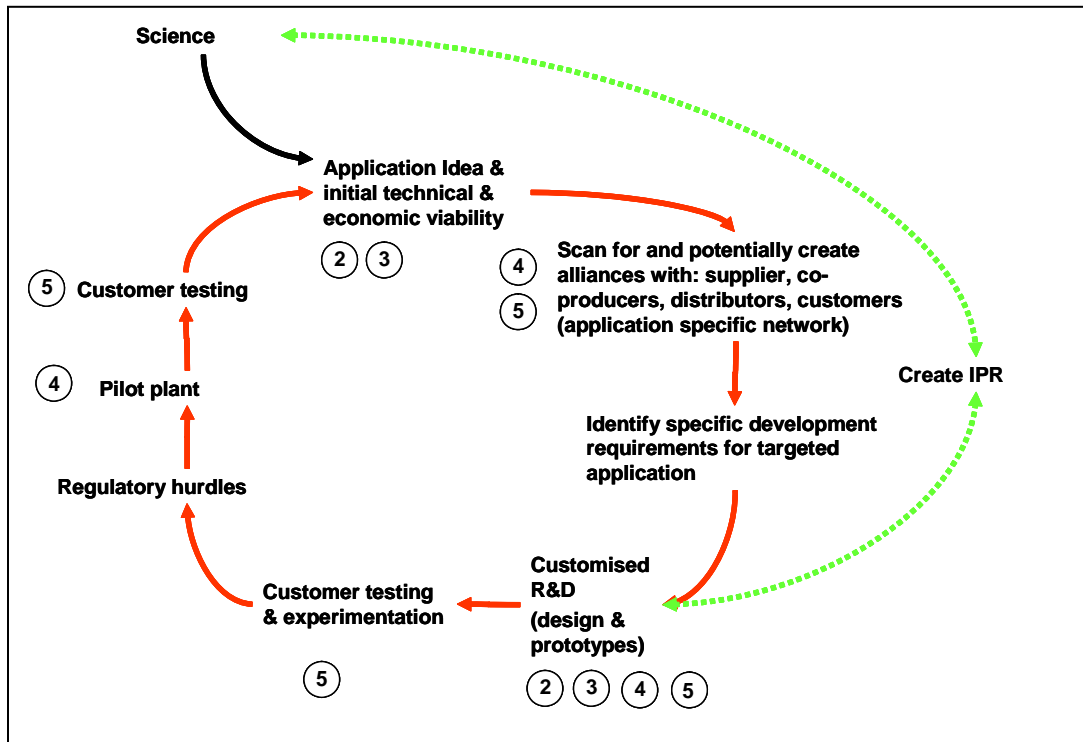 Science
Application Idea &
initial technical &
economic viability
2 3
4
5
Scan for and potentially create
alliances with: supplier, co-
producers, distributors, customers
(application specific network)
Create IPR
Identify specific development
requirements for targeted
application
Customised
R&D
(design &
prototypes)
2 3 4 5
Customer testing
& experimentation
5
Regulatory hurdles
4 Pilot plant
5 Customer testing